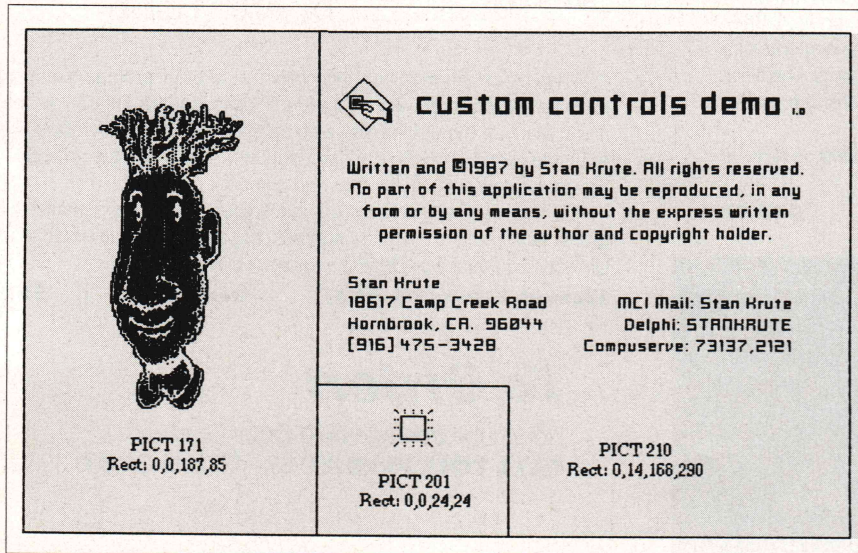 custom controls demo 1.0
Written and ©1987 by Stan Krute. All rights reserved.
No part of this application may be reproduced, in any
form or by any means, without the express written
permission of the author and copyright holder.
Stan Krute
18617 Camp Creek Road
Hornbrook, CA. 96044
[916] 475-3428
MCI Mail: Stan Krute
Delphi: STANKRUTE
Compuserve: 73137,2121
PICT 171
Rect: 0,0,187,85
PICT 201
Rect: 0,0,24,24
PICT 210
Rect: 0,14,168,290